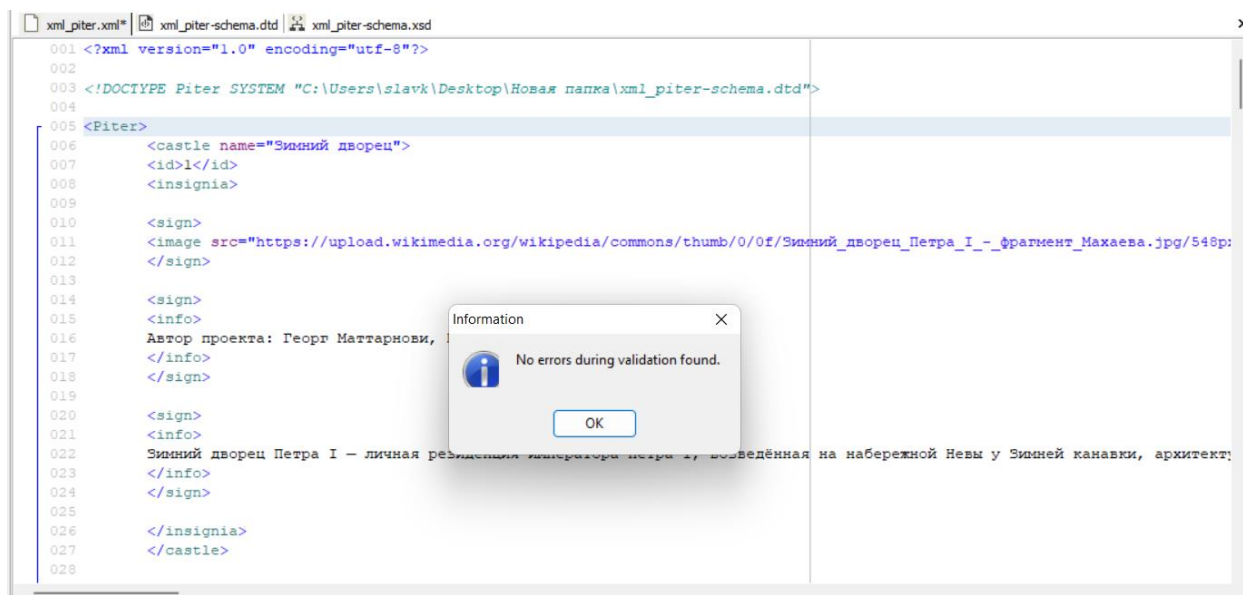 xml_piter.xml* xml_piter-schema.dtd xml_piter-schema.xsd
001 <?xml version="1.0" encoding="utf-8"?>
002
003 <!DOCTYPE Piter SYSTEM "C:\Users\slavk\Desktop\Новая папка\xml_piter-schema.dtd">
004
005 <Piter>
006 <castle name="Зимний дворец">
007 <id>1</id>
008 <insignia>
009
010 <sign>
011 <image src="https://upload.wikimedia.org/wikipedia/commons/thumb/0/0f/Зимний_дворец_Петра_I_-_фрагмент_Махаева.jpg/548p
012 </sign>
013
014 <sign>
015 <info>
016 Автор проекта: Георг Маттарнови,
017 </info>
018 </sign>
019
020 <sign>
021 <info>
022 Зимний дворец Петра I — личная резиденция императора Петра I, возведённая на набережной Невы у Зимней канавки,
023 </info>
024 </sign>
025
026 </insignia>
027 </castle>
028
Information
No errors during validation found.
OK